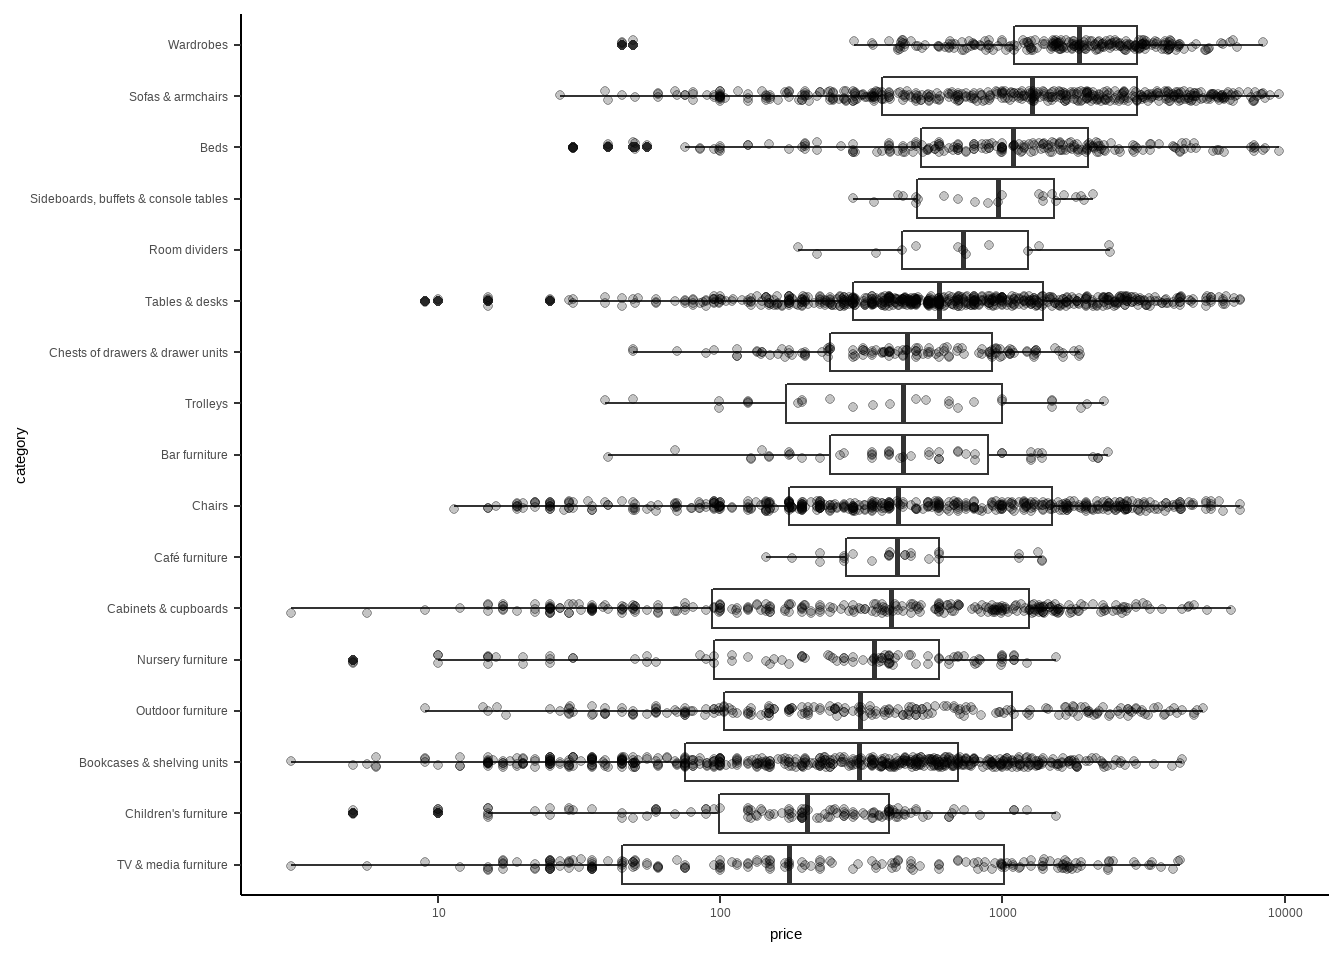 Wardrobes
Sofas & armchairs
Beds
Sideboards, buffets & console tables
Room dividers
Tables & desks
Chests of drawers & drawer units
Trolleys
Bar furniture
Chairs
Café furniture
Cabinets & cupboards
Nursery furniture
Outdoor furniture
Bookcases & shelving units
Children's furniture
TV & media furniture
category
10 100 1000 10000
price